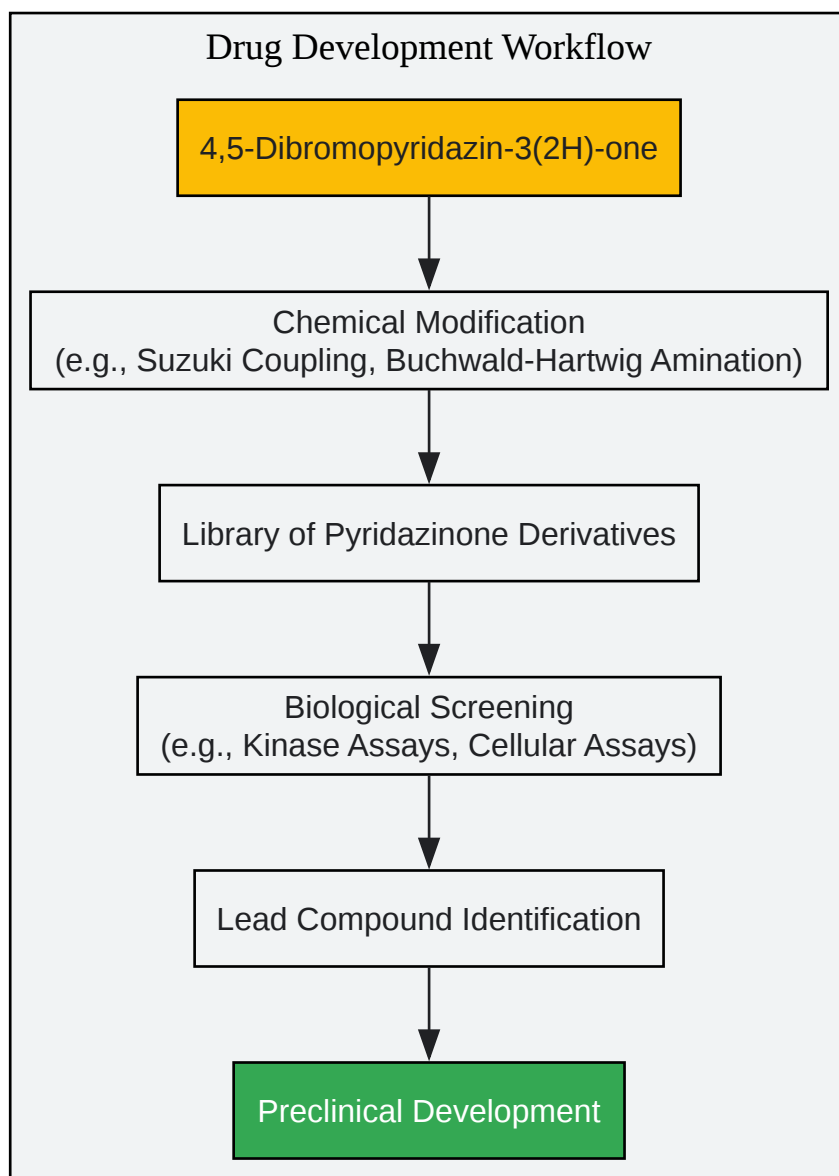 Drug Development Workflow
4,5-Dibromopyridazin-3(2H)-one
Chemical Modification
(e.g., Suzuki Coupling, Buchwald-Hartwig Amination)
Library of Pyridazinone Derivatives
Biological Screening
(e.g., Kinase Assays, Cellular Assays)
Lead Compound Identification
Preclinical Development